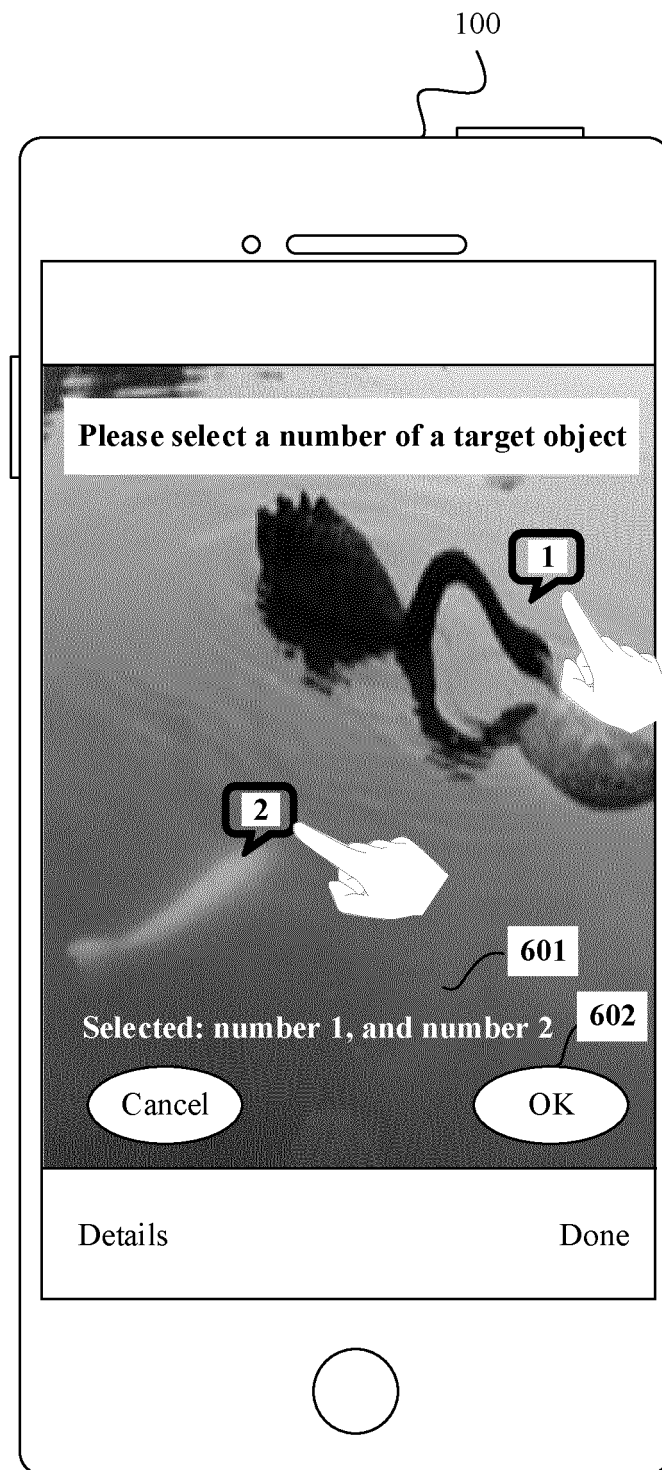 100
Please select a number of a target object
1
2
601
Selected: number 1, and number 2
602
Cancel
OK
Details
Done